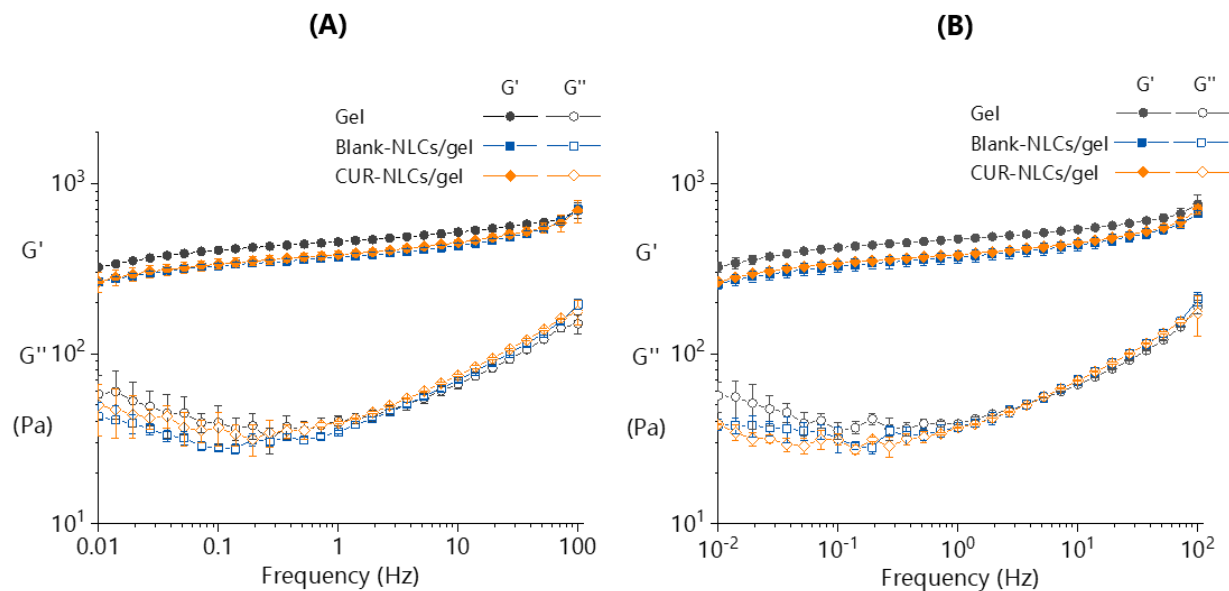 (A)
G' G''
Gel
Blank-NLCs/gel
CUR-NLCs/gel
10³
G'
10²
G''
(Pa)
10¹
0.01 0.1 1 10 100
Frequency (Hz)
(B)
G' G''
Gel
Blank-NLCs/gel
CUR-NLCs/gel
10³
G'
10²
G''
(Pa)
10¹
10⁻² 10⁻¹ 10⁰ 10¹ 10²
Frequency (Hz)